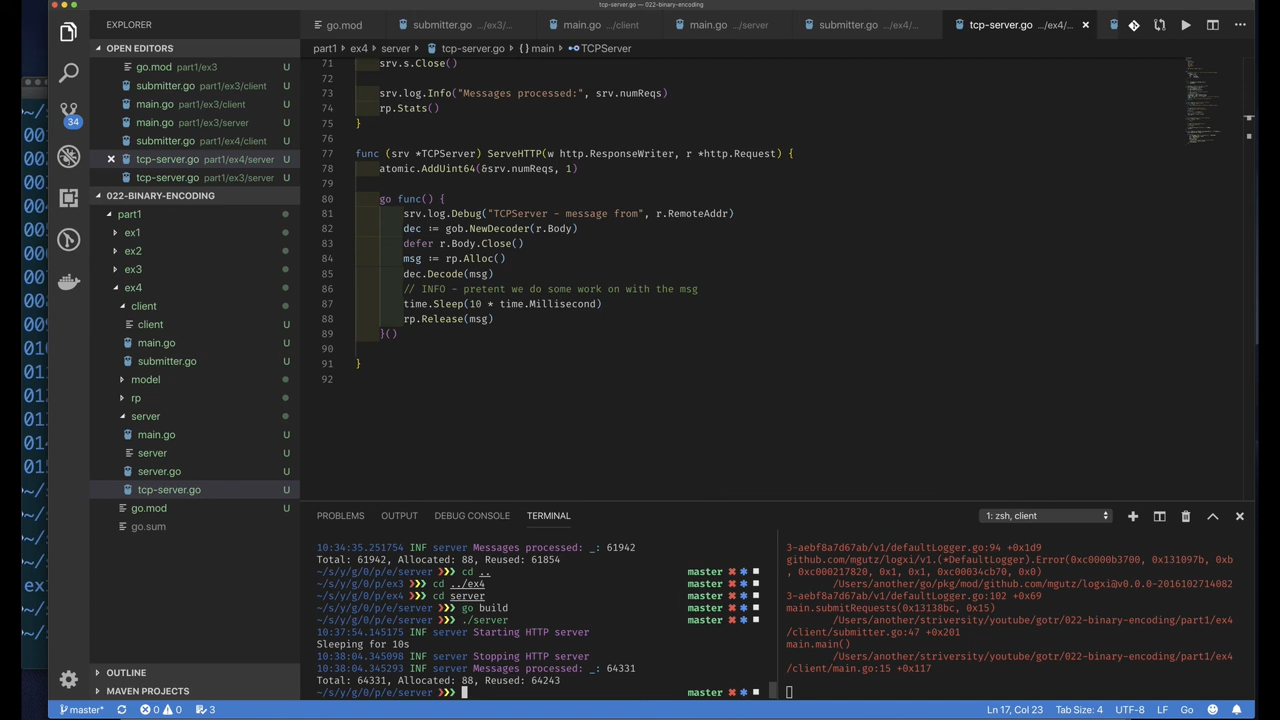 tcp-server.go — 022-binary-encoding
EXPLORER
go.mod
submitter.go .../ex3/...
main.go .../client
main.go .../server
submitter.go .../ex4/...
tcp-server.go .../ex4/...
OPEN EDITORS
part1 › ex4 › server › tcp-server.go › {} main › TCPServer
go.mod part1/ex3 U
submitter.go part1/ex3/client U
main.go part1/ex3/client U
main.go part1/ex3/server U
submitter.go part1/ex4/client U
tcp-server.go part1/ex4/server U
tcp-server.go part1/ex3/server U
34
022-BINARY-ENCODING
part1
ex1
ex2
ex3
ex4
client
client U
main.go U
submitter.go U
model
rp
server
main.go U
server U
server.go U
tcp-server.go U
go.mod U
go.sum
OUTLINE
MAVEN PROJECTS
71 srv.s.Close()
72
73 srv.log.Info("Messages processed:", srv.numReqs)
74 rp.Stats()
75 }
76
77 func (srv *TCPServer) ServeHTTP(w http.ResponseWriter, r *http.Request) {
78 atomic.AddUint64(&srv.numReqs, 1)
79
80 go func() {
81 srv.log.Debug("TCPServer - message from", r.RemoteAddr)
82 dec := gob.NewDecoder(r.Body)
83 defer r.Body.Close()
84 msg := rp.Alloc()
85 dec.Decode(msg)
86 // INFO - pretent we do some work on with the msg
87 time.Sleep(10 * time.Millisecond)
88 rp.Release(msg)
89 }()
90
91 }
92
PROBLEMS OUTPUT DEBUG CONSOLE TERMINAL
1: zsh, client
10:34:35.251754 INF server Messages processed: _: 61942
Total: 61942, Allocated: 88, Reused: 61854
~/s/y/g/0/p/e/server ❯❯❯ cd .. master
~/s/y/g/0/p/ex3 ❯❯❯ cd ../ex4 master
~/s/y/g/0/p/ex4 ❯❯❯ cd server master
~/s/y/g/0/p/e/server ❯❯❯ go build master
~/s/y/g/0/p/e/server ❯❯❯ ./server master
10:37:54.145175 INF server Starting HTTP server
Sleeping for 10s
10:38:04.345098 INF server Stopping HTTP server
10:38:04.345293 INF server Messages processed: _: 64331
Total: 64331, Allocated: 88, Reused: 64243
~/s/y/g/0/p/e/server ❯❯❯ master
3-aebf8a7d67ab/v1/defaultLogger.go:94 +0x1d9
github.com/mgutz/logxi/v1.(*DefaultLogger).Error(0xc0000b3700, 0x131097b, 0xb
, 0xc000217820, 0x1, 0x1, 0xc00034cb70, 0x0)
/Users/another/go/pkg/mod/github.com/mgutz/logxi@v0.0.0-2016102714082
3-aebf8a7d67ab/v1/defaultLogger.go:102 +0x69
main.submitRequests(0x13138bc, 0x15)
/Users/another/striversity/youtube/gotr/022-binary-encoding/part1/ex4
/client/submitter.go:47 +0x201
main.main()
/Users/another/striversity/youtube/gotr/022-binary-encoding/part1/ex4
/client/main.go:15 +0x117
master* 0 0 3
Ln 17, Col 23 Tab Size: 4 UTF-8 LF Go